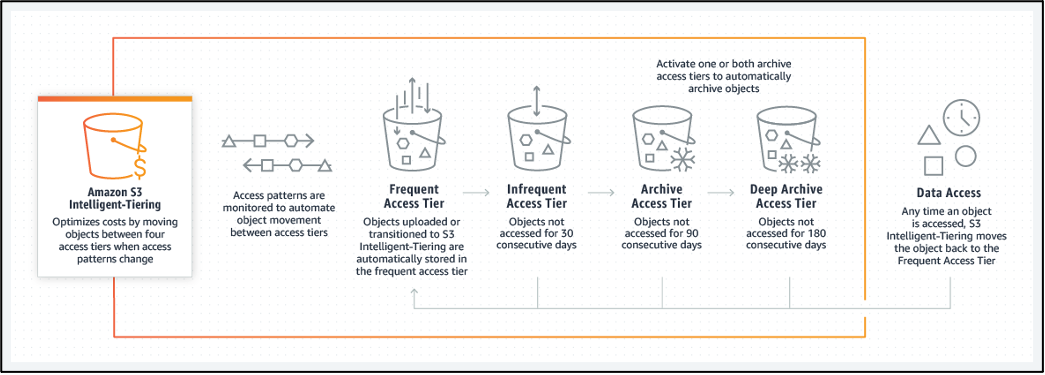 Activate one or both archive
access tiers to automatically
archive objects
$
Amazon S3
Intelligent-Tiering
Optimizes costs by moving
objects between four
access tiers when access
patterns change
Access patterns are
monitored to automate
object movement
between access tiers
Frequent
Access Tier
Objects uploaded or
transitioned to S3
Intelligent-Tiering are
automatically stored in
the frequent access tier
Infrequent
Access Tier
Objects not
accessed for 30
consecutive days
Archive
Access Tier
Objects not
accessed for 90
consecutive days
Deep Archive
Access Tier
Objects not
accessed for 180
consecutive days
Data Access
Any time an object
is accessed, S3
Intelligent-Tiering moves
the object back to the
Frequent Access Tier